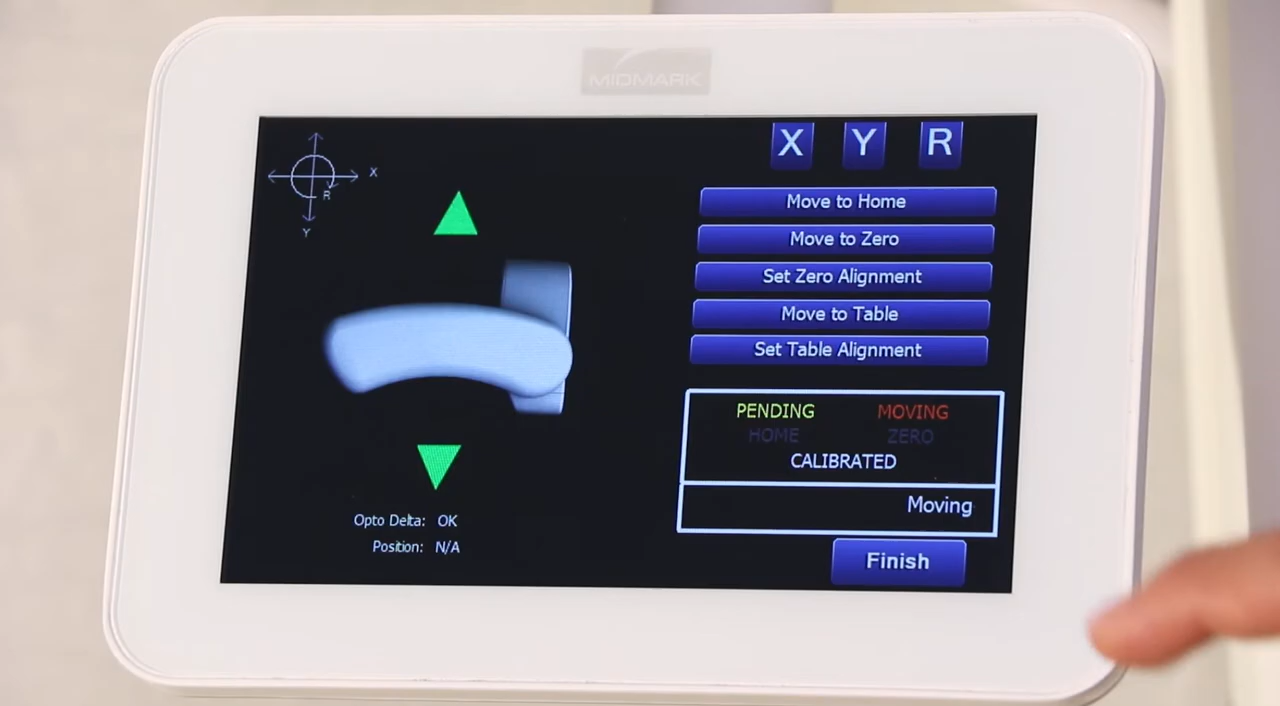 MIDMARK
X Y R
X
R
Y
Move to Home
Move to Zero
Set Zero Alignment
Move to Table
Set Table Alignment
PENDING MOVING
HOME ZERO
CALIBRATED
Moving
Opto Delta: OK
Position: N/A
Finish